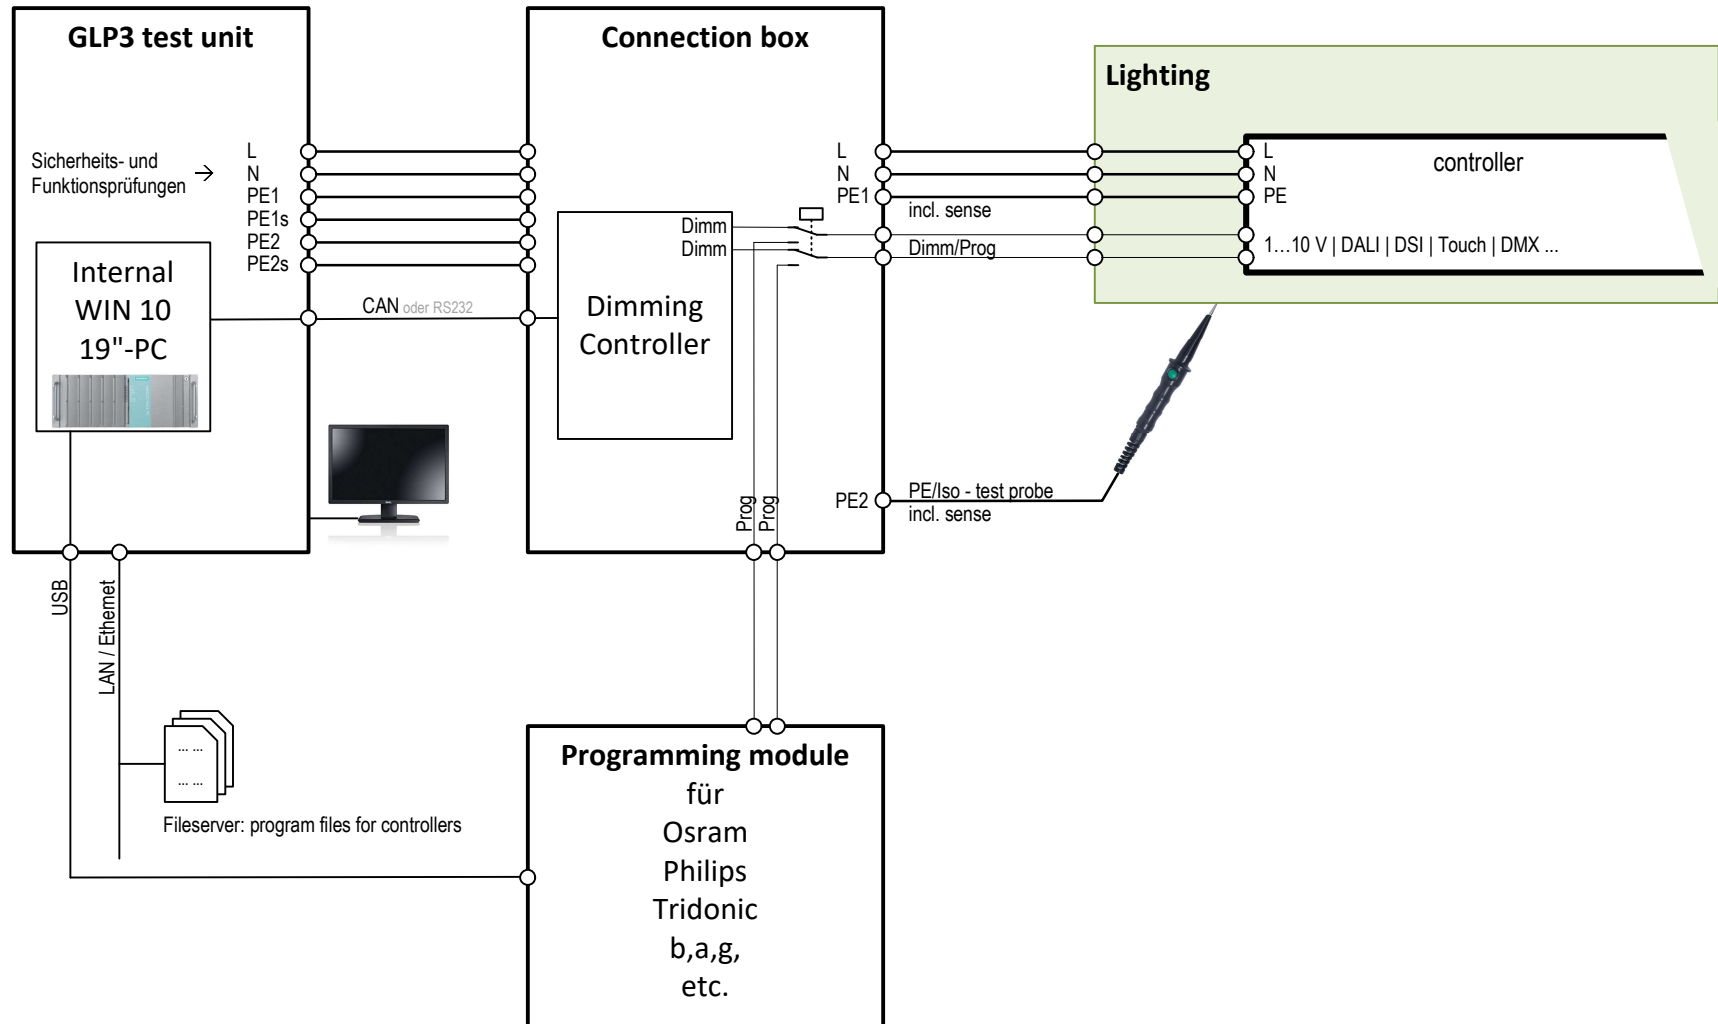 GLP3 test unit
Sicherheits- und
Funktionsprüfungen →
L
N
PE1
PE1s
PE2
PE2s
Internal
WIN 10
19"-PC
CAN oder RS232
USB
LAN / Ethernet
... ...
... ...
Fileserver: program files for controllers
Connection box
Dimming
Controller
Dimm
Dimm
L
N
PE1
incl. sense
Dimm/Prog
PE2
PE/Iso - test probe
incl. sense
Prog
Prog
Lighting
L
N
PE
controller
1…10 V | DALI | DSI | Touch | DMX ...
Programming module
für
Osram
Philips
Tridonic
b,a,g,
etc.